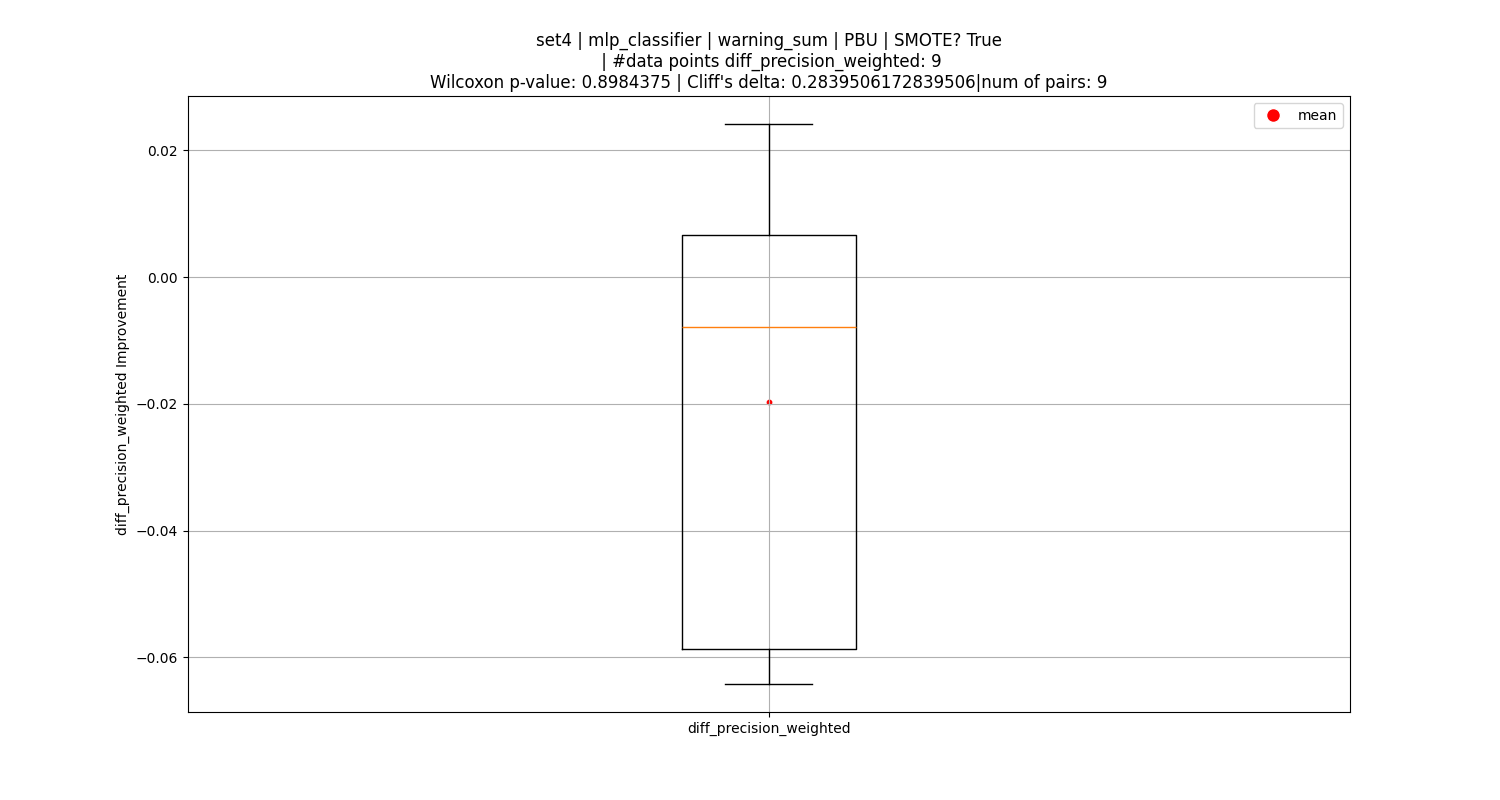 set4 | mlp_classifier | warning_sum | PBU | SMOTE? True
| #data points diff_precision_weighted: 9
Wilcoxon p-value: 0.8984375 | Cliff's delta: 0.2839506172839506|num of pairs: 9
mean
0.02
0.00
−0.02
−0.04
−0.06
diff_precision_weighted Improvement
diff_precision_weighted